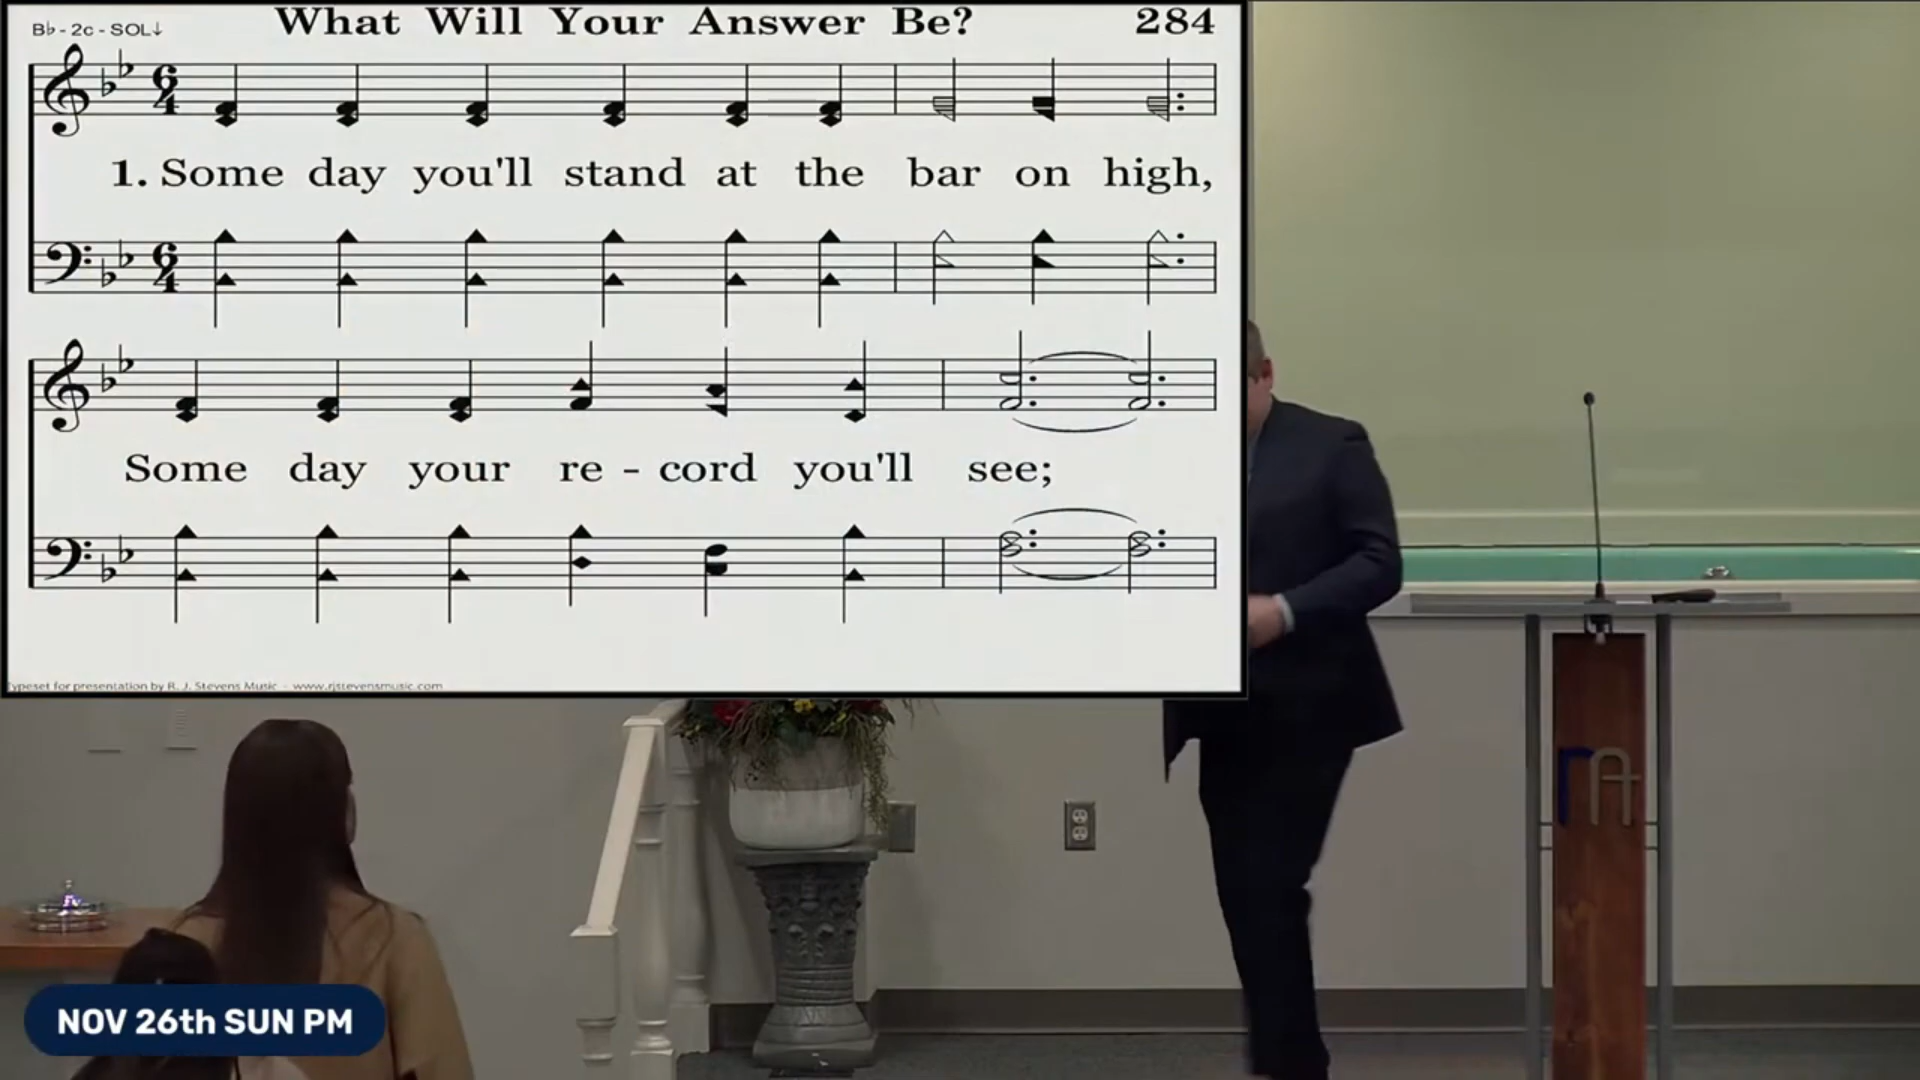 B♭ - 2c - SOL↓
What Will Your Answer Be?
284
1. Some day you'll stand at the bar on high,
Some day your re - cord you'll see;
Typeset for presentation by R. J. Stevens Music - www.rjstevensmusic.com
NOV 26th SUN PM